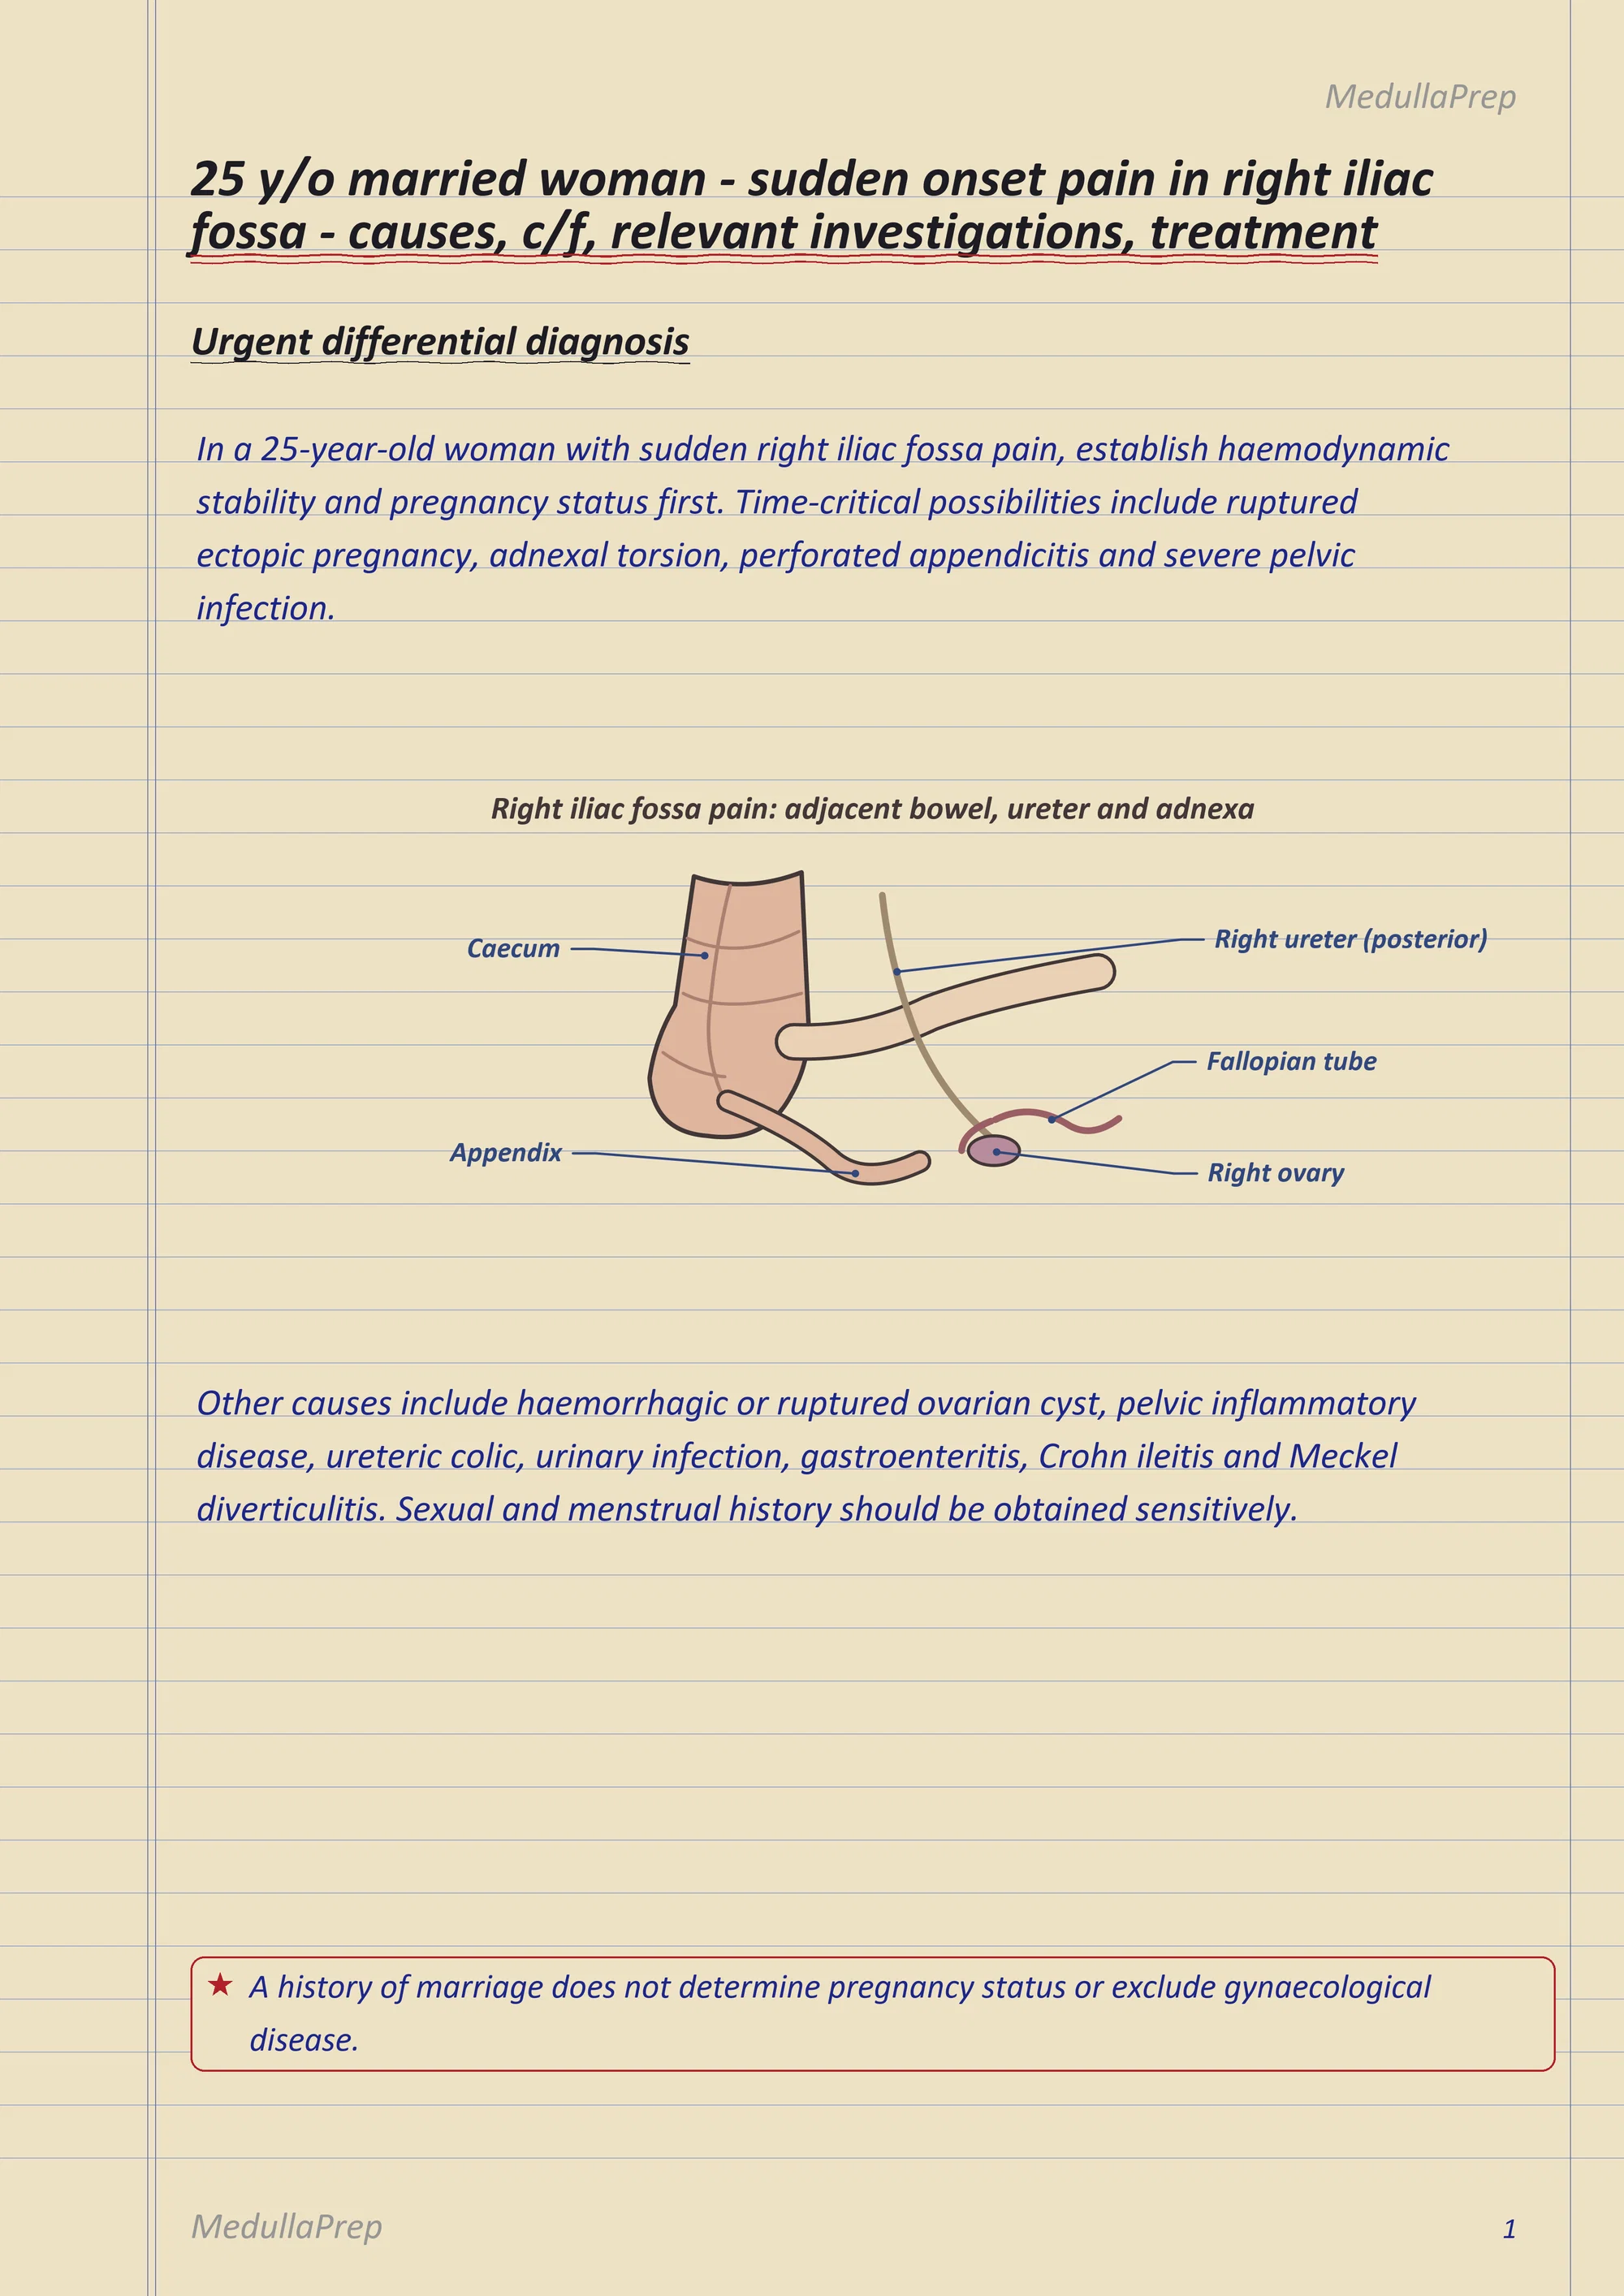 MedullaPrep
25 y/o married woman - sudden onset pain in right iliac
fossa - causes, c/f, relevant investigations, treatment
Urgent differential diagnosis
In a 25-year-old woman with sudden right iliac fossa pain, establish haemodynamic
stability and pregnancy status first. Time-critical possibilities include ruptured
ectopic pregnancy, adnexal torsion, perforated appendicitis and severe pelvic
infection.
Right iliac fossa pain: adjacent bowel, ureter and adnexa
Caecum
Right ureter (posterior)
Fallopian tube
Appendix
Right ovary
Other causes include haemorrhagic or ruptured ovarian cyst, pelvic inflammatory
disease, ureteric colic, urinary infection, gastroenteritis, Crohn ileitis and Meckel
diverticulitis. Sexual and menstrual history should be obtained sensitively.
★ A history of marriage does not determine pregnancy status or exclude gynaecological
disease.
MedullaPrep
1